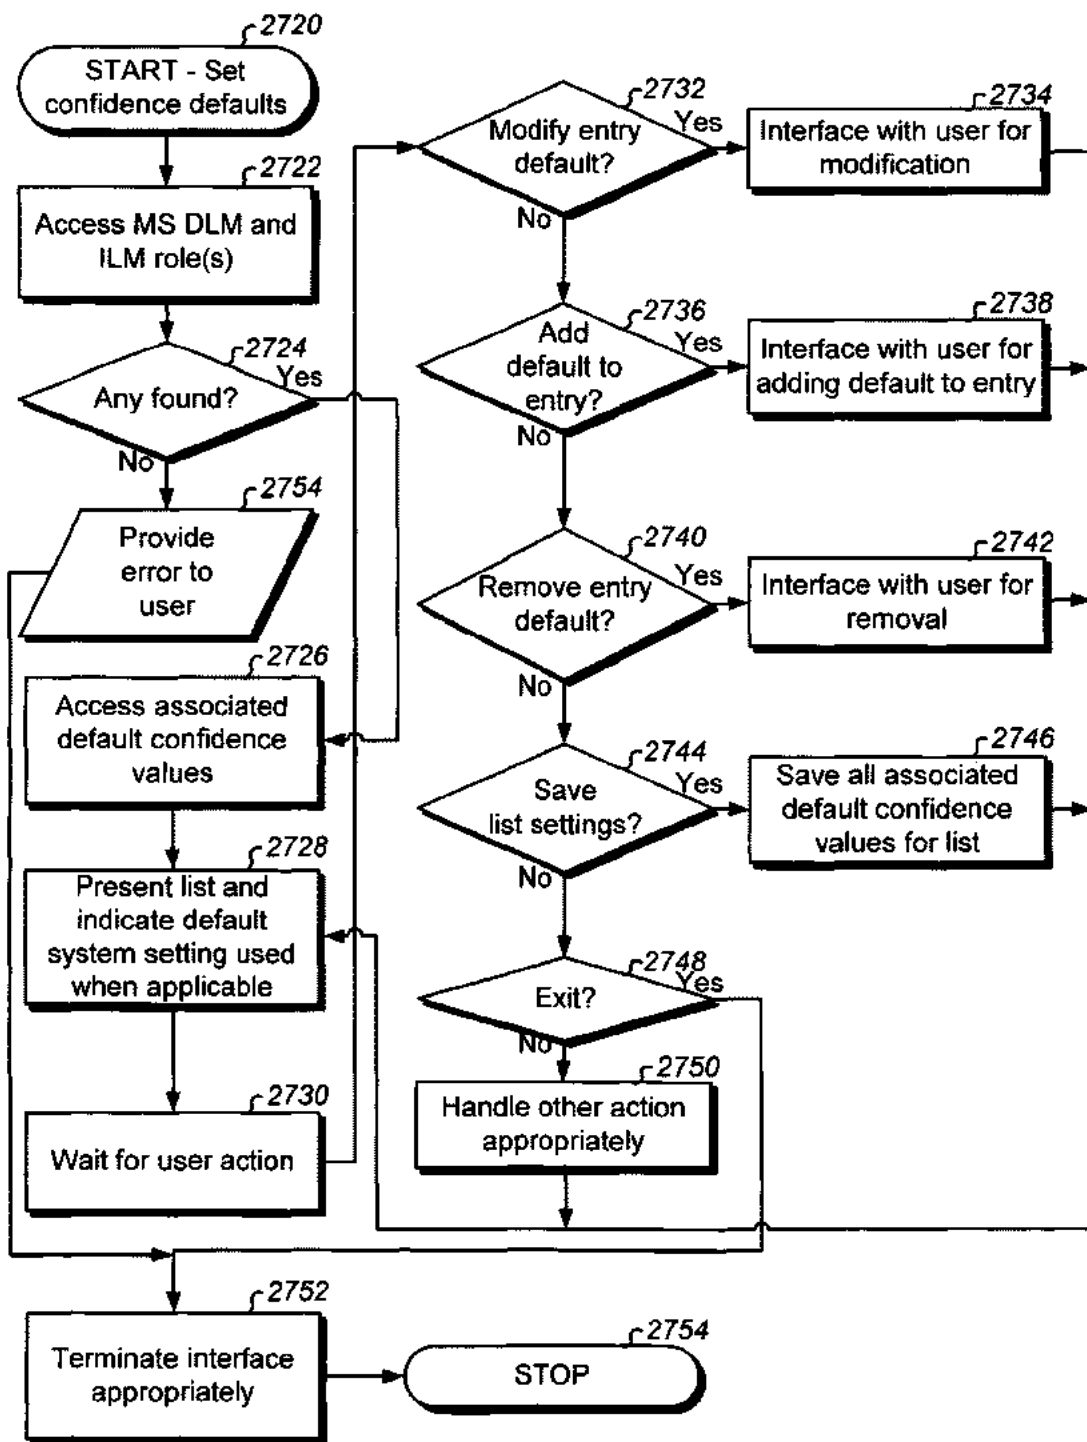 2720
START - Set
confidence defaults
2722
Access MS DLM and
ILM role(s)
2724
Any found?
Yes
No
2754
Provide
error to
user
2726
Access associated
default confidence
values
2728
Present list and
indicate default
system setting used
when applicable
2730
Wait for user action
2732
Modify entry
default?
Yes
No
2734
Interface with user for
modification
2736
Add
default to
entry?
Yes
No
2738
Interface with user for
adding default to entry
2740
Remove entry
default?
Yes
No
2742
Interface with user for
removal
2744
Save
list settings?
Yes
No
2746
Save all associated
default confidence
values for list
2748
Exit?
Yes
No
2750
Handle other action
appropriately
2752
Terminate interface
appropriately
2754
STOP